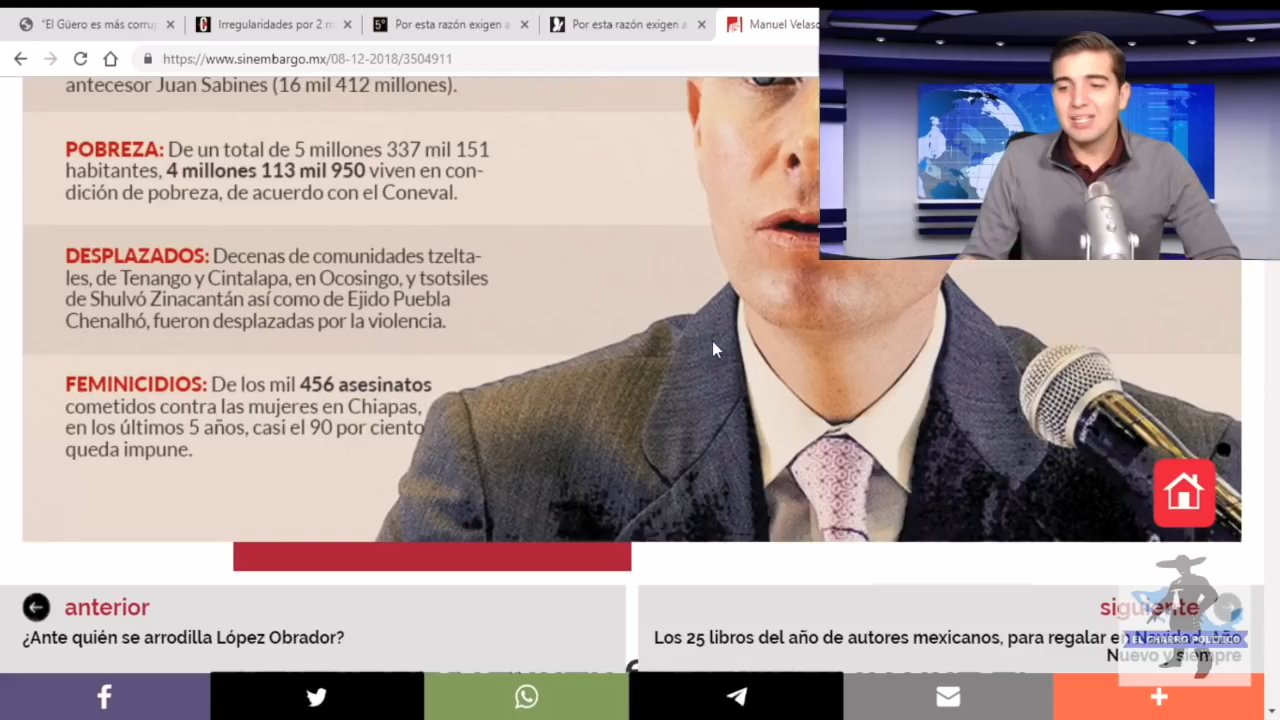 "El Güero es más corrup
Irregularidades por 2 m
Por esta razón exigen a
Por esta razón exigen a
Manuel Velasc
https://www.sinembargo.mx/08-12-2018/3504911
antecesor Juan Sabines (16 mil 412 millones).
POBREZA: De un total de 5 millones 337 mil 151
habitantes, 4 millones 113 mil 950 viven en con-
dición de pobreza, de acuerdo con el Coneval.
DESPLAZADOS: Decenas de comunidades tzelta-
les, de Tenango y Cintalapa, en Ocosingo, y tsotsiles
de Shulvó Zinacantán así como de Ejido Puebla
Chenalhó, fueron desplazadas por la violencia.
FEMINICIDIOS: De los mil 456 asesinatos
cometidos contra las mujeres en Chiapas,
en los últimos 5 años, casi el 90 por ciento
queda impune.
anterior
¿Ante quién se arrodilla López Obrador?
siguiente
Los 25 libros del año de autores mexicanos, para regalar en Navidad, Año
Nuevo y siempre
EL CHARRO POLÍTICO